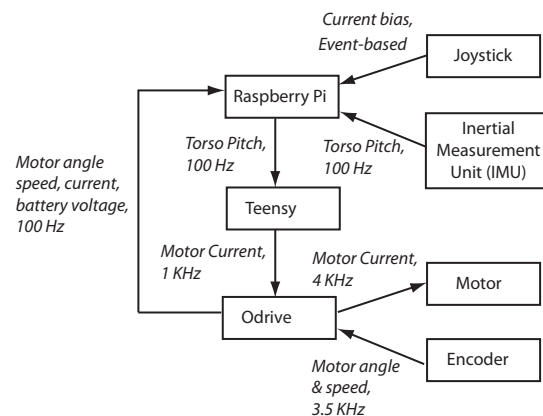 Current bias,
Event-based
Joystick
Raspberry Pi
Inertial
Measurement
Unit (IMU)
Torso Pitch,
100 Hz
Torso Pitch,
100 Hz
Motor angle
speed, current,
battery voltage,
100 Hz
Teensy
Motor Current,
1 KHz
Motor Current,
4 KHz
Motor
Odrive
Encoder
Motor angle
& speed,
3.5 KHz